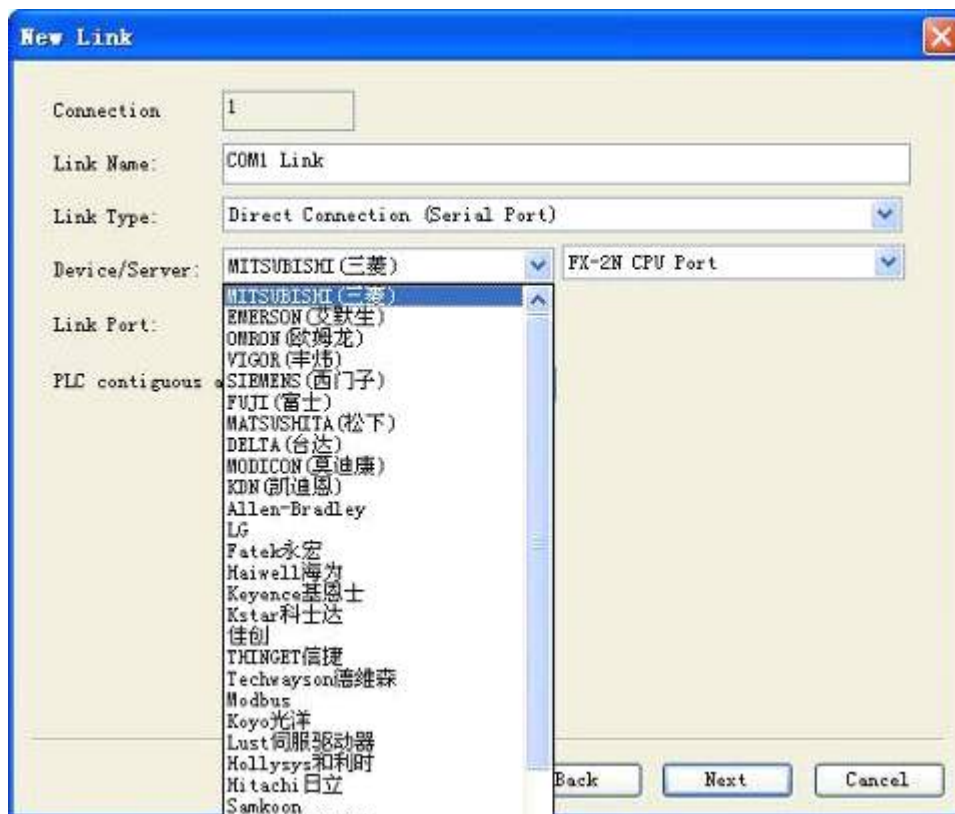 New Link
Connection 1
Link Name: COM1 Link
Link Type: Direct Connection (Serial Port)
Device/Server: MITSUBISHI(三菱) FX-2N CPU Port
MITSUBISHI(三菱)
EMERSON(艾默生)
Link Port:
OMRON(欧姆龙)
VIGOR(丰炜)
PLC contiguous
SIEMENS(西门子)
FUJI(富士)
MATSUSHITA(松下)
DELTA(台达)
MODICON(莫迪康)
KDN(凯迪恩)
Allen-Bradley
LG
Fatek永宏
Haiwell海为
Keyence基恩士
Kstar科士达
佳创
THINGET信捷
Techwayson德维森
Modbus
Koyo光洋
Lust伺服驱动器
Hollysys和利时
Hitachi日立
Samkoon
Back Next Cancel